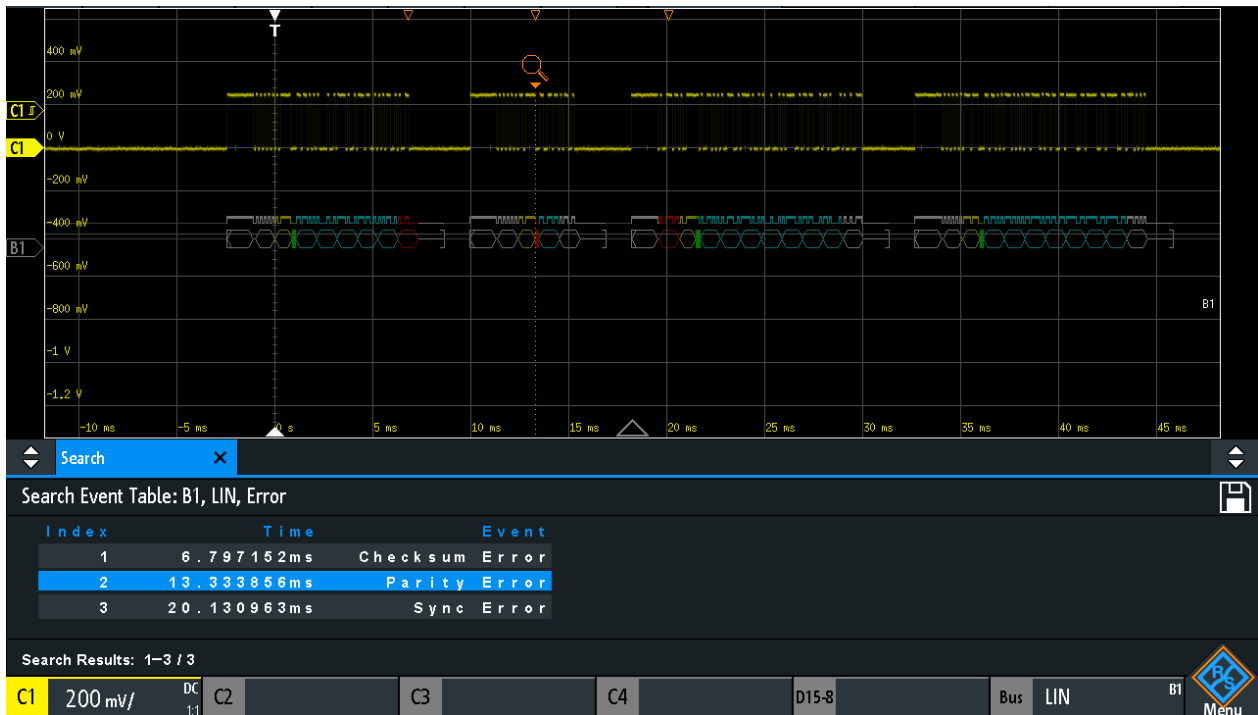 T
400 mV
200 mV
C1
0 V
C1
-200 mV
-400 mV
B1
-600 mV
-800 mV
B1
-1 V
-1,2 V
-10 ms -5 ms 0 s 5 ms 10 ms 15 ms 20 ms 25 ms 30 ms 35 ms 40 ms 45 ms
Search
Search Event Table: B1, LIN, Error
Index Time Event
1 6.797152ms Checksum Error
2 13.333856ms Parity Error
3 20.130963ms Sync Error
Search Results: 1-3 / 3
C1 200 mV/ DC 1:1 C2 C3 C4 D15-8 Bus LIN B1 R&S Menu